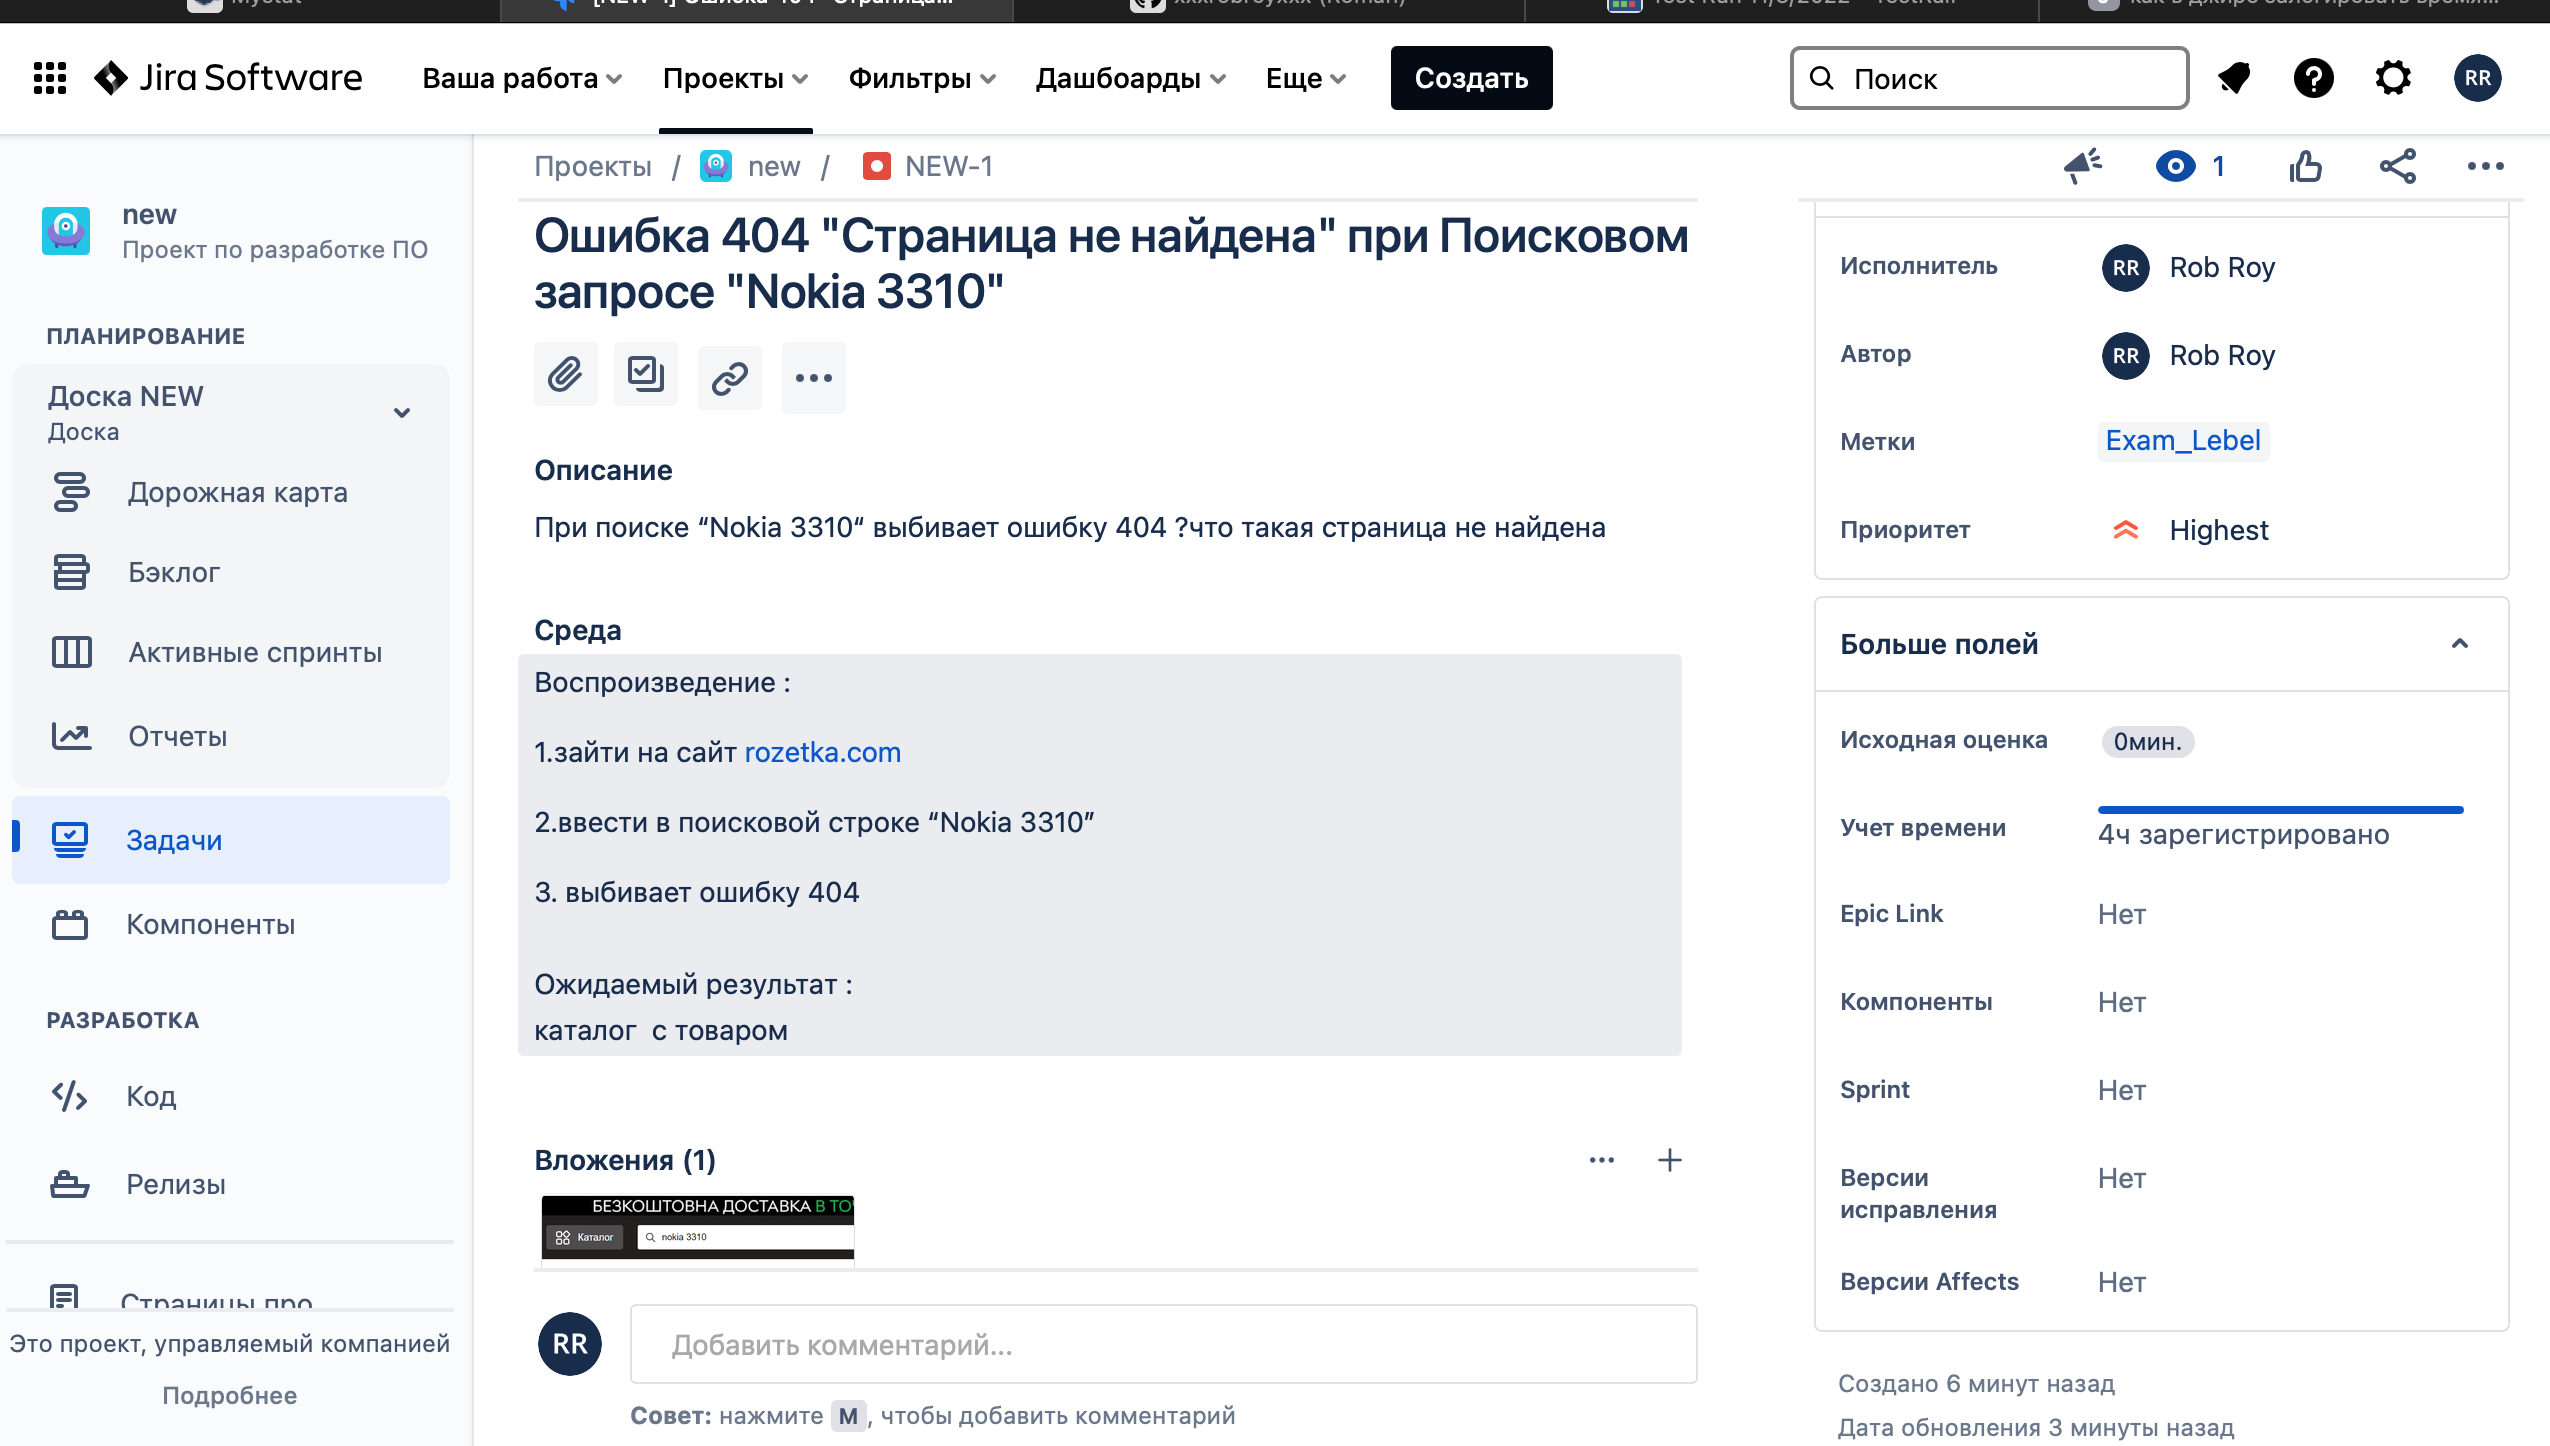 Jira Software
Ваша работа
Проекты
Фильтры
Дашбоарды
Еще
Создать
Поиск
RR
new
Проект по разработке ПО
ПЛАНИРОВАНИЕ
Доска NEW
Доска
Дорожная карта
Бэклог
Активные спринты
Отчеты
Задачи
Компоненты
РАЗРАБОТКА
Код
Релизы
Страницы про
Это проект, управляемый компанией
Подробнее
Проекты / new / NEW-1
1
Ошибка 404 "Страница не найдена" при Поисковом
запросе "Nokia 3310"
Описание
При поиске “Nokia 3310“ выбивает ошибку 404 ?что такая страница не найдена
Среда
Воспроизведение :
1.зайти на сайт rozetka.com
2.ввести в поисковой строке “Nokia 3310”
3. выбивает ошибку 404
Ожидаемый результат :
каталог  с товаром
Вложения (1)
БЕЗКОШТОВНА ДОСТАВКА В ТО
Каталог
nokia 3310
RR
Добавить комментарий...
Совет: нажмите M, чтобы добавить комментарий
Исполнитель RR Rob Roy
Автор RR Rob Roy
Метки Exam_Lebel
Приоритет Highest
Больше полей
Исходная оценка 0мин.
Учет времени 4ч зарегистрировано
Epic Link Нет
Компоненты Нет
Sprint Нет
Версии
исправления Нет
Версии Affects Нет
Создано 6 минут назад
Дата обновления 3 минуты назад